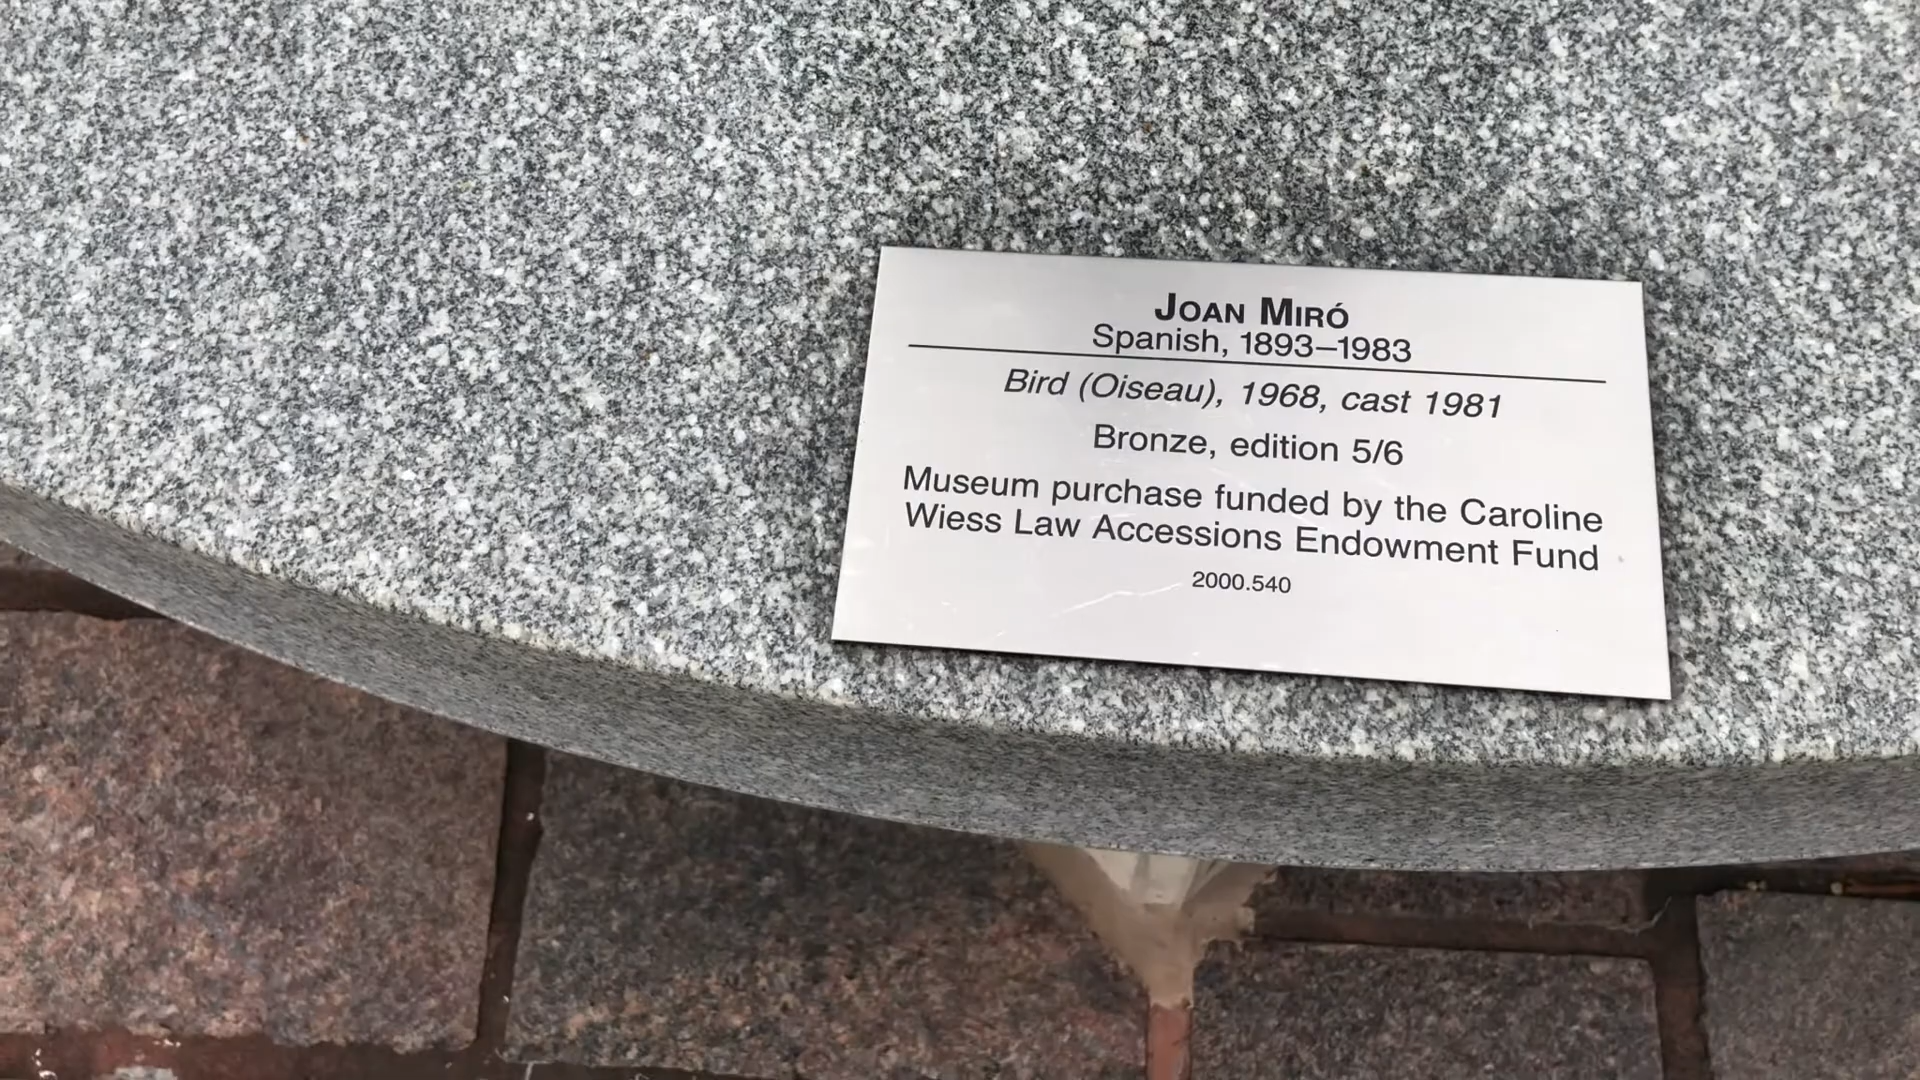 JOAN MIRÓ
Spanish, 1893–1983
Bird (Oiseau), 1968, cast 1981
Bronze, edition 5/6
Museum purchase funded by the Caroline
Wiess Law Accessions Endowment Fund
2000.540